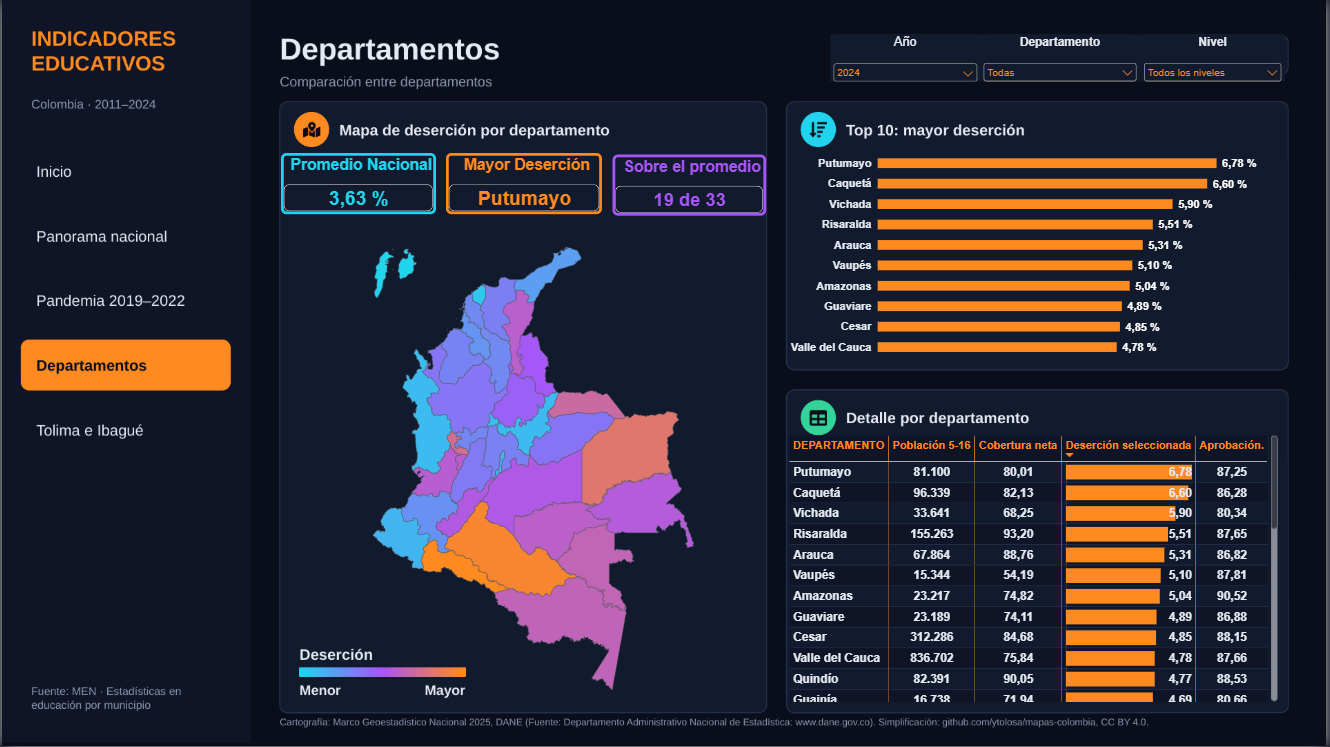 INDICADORES
EDUCATIVOS
Colombia · 2011–2024
Inicio
Panorama nacional
Pandemia 2019–2022
Departamentos
Tolima e Ibagué
Fuente: MEN · Estadísticas en
educación por municipio
Departamentos
Comparación entre departamentos
Año Departamento Nivel
2024 Todas Todos los niveles
Mapa de deserción por departamento
Promedio Nacional Mayor Deserción Sobre el promedio
3,63 % Putumayo 19 de 33
Deserción
Menor Mayor
Top 10: mayor deserción
Putumayo 6,78 %
Caquetá 6,60 %
Vichada 5,90 %
Risaralda 5,51 %
Arauca 5,31 %
Vaupés 5,10 %
Amazonas 5,04 %
Guaviare 4,89 %
Cesar 4,85 %
Valle del Cauca 4,78 %
Detalle por departamento
DEPARTAMENTO Población 5-16 Cobertura neta Deserción seleccionada Aprobación.
Putumayo 81.100 80,01 6,78 87,25
Caquetá 96.339 82,13 6,60 86,28
Vichada 33.641 68,25 5,90 80,34
Risaralda 155.263 93,20 5,51 87,65
Arauca 67.864 88,76 5,31 86,82
Vaupés 15.344 54,19 5,10 87,81
Amazonas 23.217 74,82 5,04 90,52
Guaviare 23.189 74,11 4,89 86,88
Cesar 312.286 84,68 4,85 88,15
Valle del Cauca 836.702 75,84 4,78 87,66
Quindío 82.391 90,05 4,77 88,53
Guainía 16.738 71,94 4,69 80,66
Cartografía: Marco Geoestadístico Nacional 2025, DANE (Fuente: Departamento Administrativo Nacional de Estadística: www.dane.gov.co). Simplificación: github.com/ytolosa/mapas-colombia, CC BY 4.0.